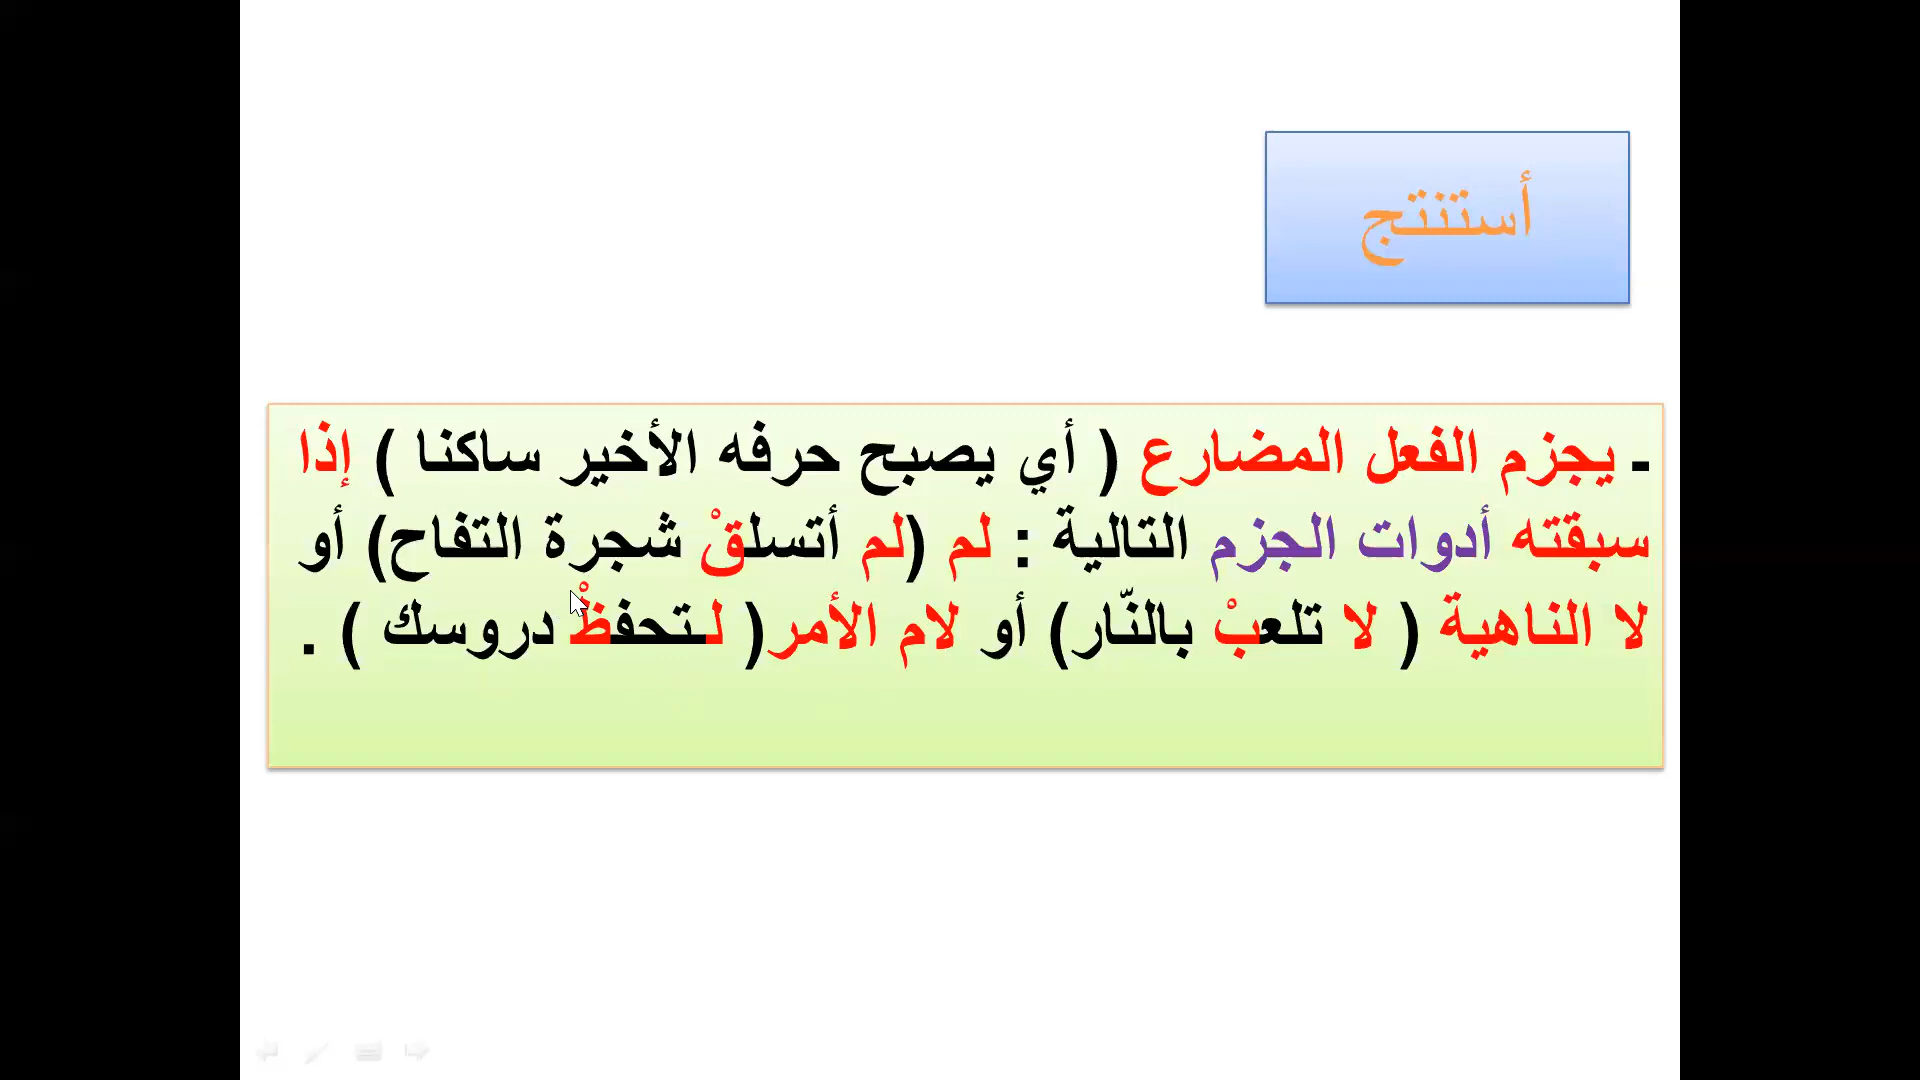 أستنتج
- يجزم الفعل المضارع ( أي يصبح حرفه الأخير ساكنا ) إذا
سبقته أدوات الجزم التالية : لم (لم أتسلقْ شجرة التفاح) أو
لا الناهية ( لا تلعبْ بالنّار) أو لام الأمر( لـتحفظْ دروسك ) .